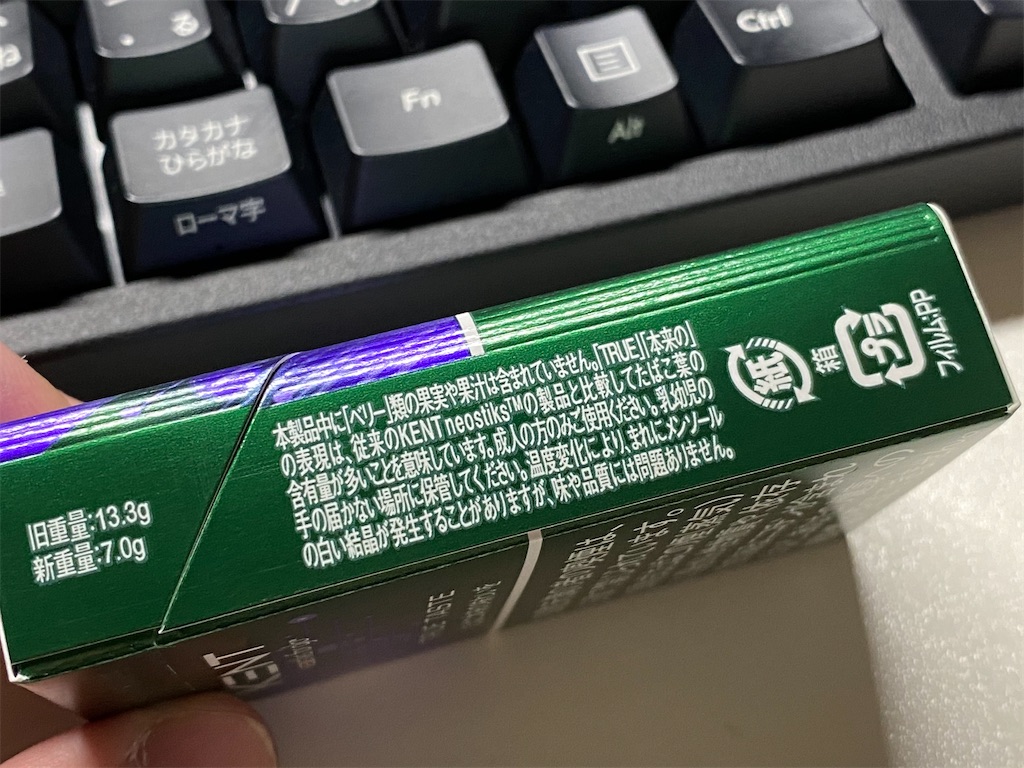 ね
る
Fn
Alt
Ctrl
カタカナ
ひらがな
ローマ字
本製品中に「ベリー」類の果実や果汁は含まれていません。「TRUE」「本来の」
の表現は、従来のKENT neostiks™の製品と比較してたばこ葉の
含有量が多いことを意味しています。成人の方のみご使用ください。乳幼児の
手の届かない場所に保管してください。温度変化により、まれにメンソール
の白い結晶が発生することがありますが、味や品質には問題ありません。
旧重量:13.3g
新重量:7.0g
紙
箱
プラ
フィルム:PP
KENT